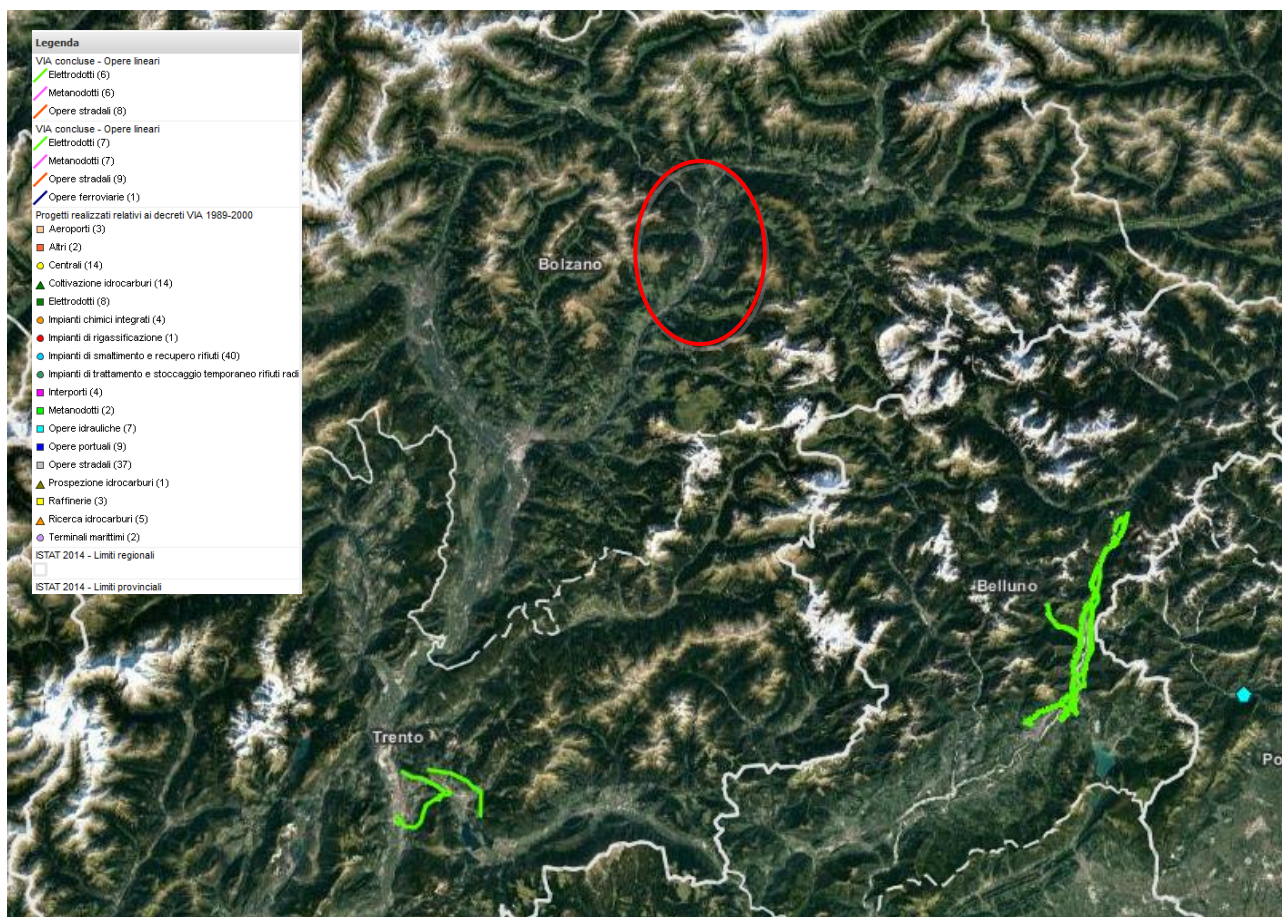 Legenda
VIA concluse - Opere lineari
Elettrodotti (6)
Metanodotti (6)
Opere stradali (8)
VIA concluse - Opere lineari
Elettrodotti (7)
Metanodotti (7)
Opere stradali (9)
Opere ferroviarie (1)
Progetti realizzati relativi ai decreti VIA 1989-2000
Aeroporti (3)
Altri (2)
Centrali (14)
Coltivazione idrocarburi (14)
Elettrodotti (8)
Impianti chimici integrati (4)
Impianti di rigassificazione (1)
Impianti di smaltimento e recupero rifiuti (40)
Impianti di trattamento e stoccaggio temporaneo rifiuti radi
Interporti (4)
Metanodotti (2)
Opere idrauliche (7)
Opere portuali (9)
Opere stradali (37)
Prospezione idrocarburi (1)
Raffinerie (3)
Ricerca idrocarburi (5)
Terminali marittimi (2)
ISTAT 2014 - Limiti regionali
ISTAT 2014 - Limiti provinciali
Bolzano
Belluno
Trento
Po